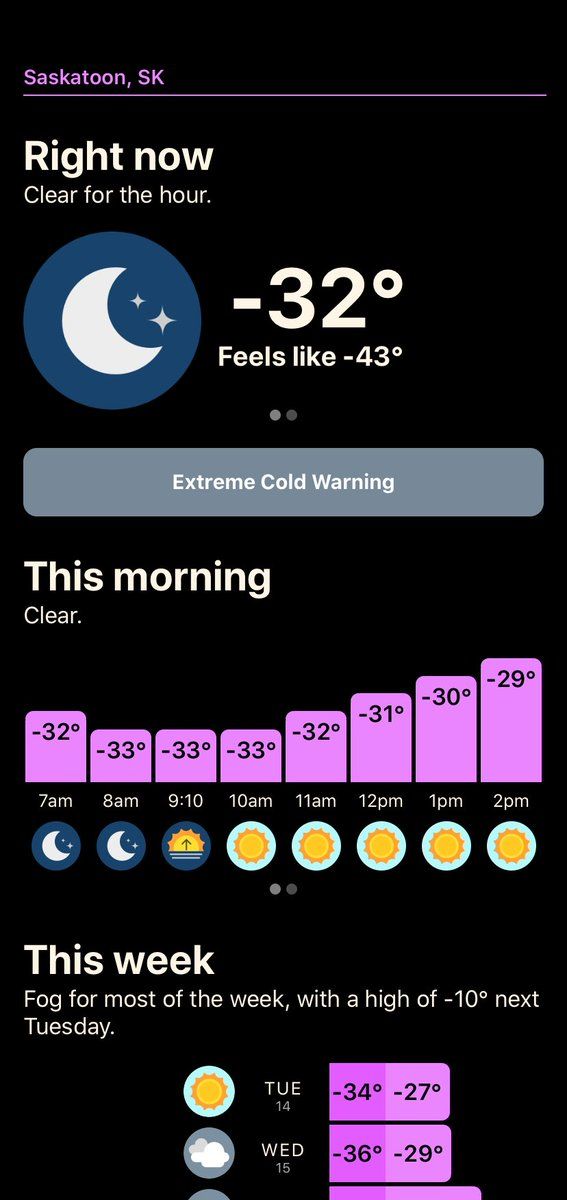 Saskatoon, SK
Right now
Clear for the hour.
-32°
Feels like -43°
Extreme Cold Warning
This morning
Clear.
-32° -33° -33° -33° -32° -31° -30° -29°
7am 8am 9:10 10am 11am 12pm 1pm 2pm
This week
Fog for most of the week, with a high of -10° next
Tuesday.
TUE -34° -27°
14
WED -36° -29°
15